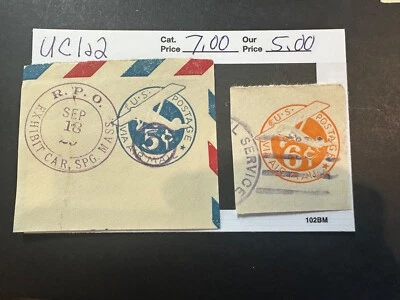 UC1a2
Cat. Price 7.00 Our Price 5.00
R.P.O.
SEP
18
EXHIBIT CAR, SPG. MASS.
U.S. POSTAGE
5¢
VIA AIR MAIL
U.S. POSTAGE
6¢
VIA AIR MAIL
L SERVICE
102BM